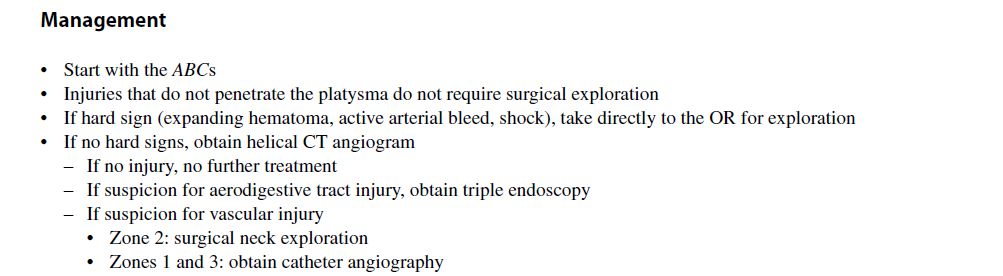 Management
• Start with the ABCs
• Injuries that do not penetrate the platysma do not require surgical exploration
• If hard sign (expanding hematoma, active arterial bleed, shock), take directly to the OR for exploration
• If no hard signs, obtain helical CT angiogram
– If no injury, no further treatment
– If suspicion for aerodigestive tract injury, obtain triple endoscopy
– If suspicion for vascular injury
• Zone 2: surgical neck exploration
• Zones 1 and 3: obtain catheter angiography